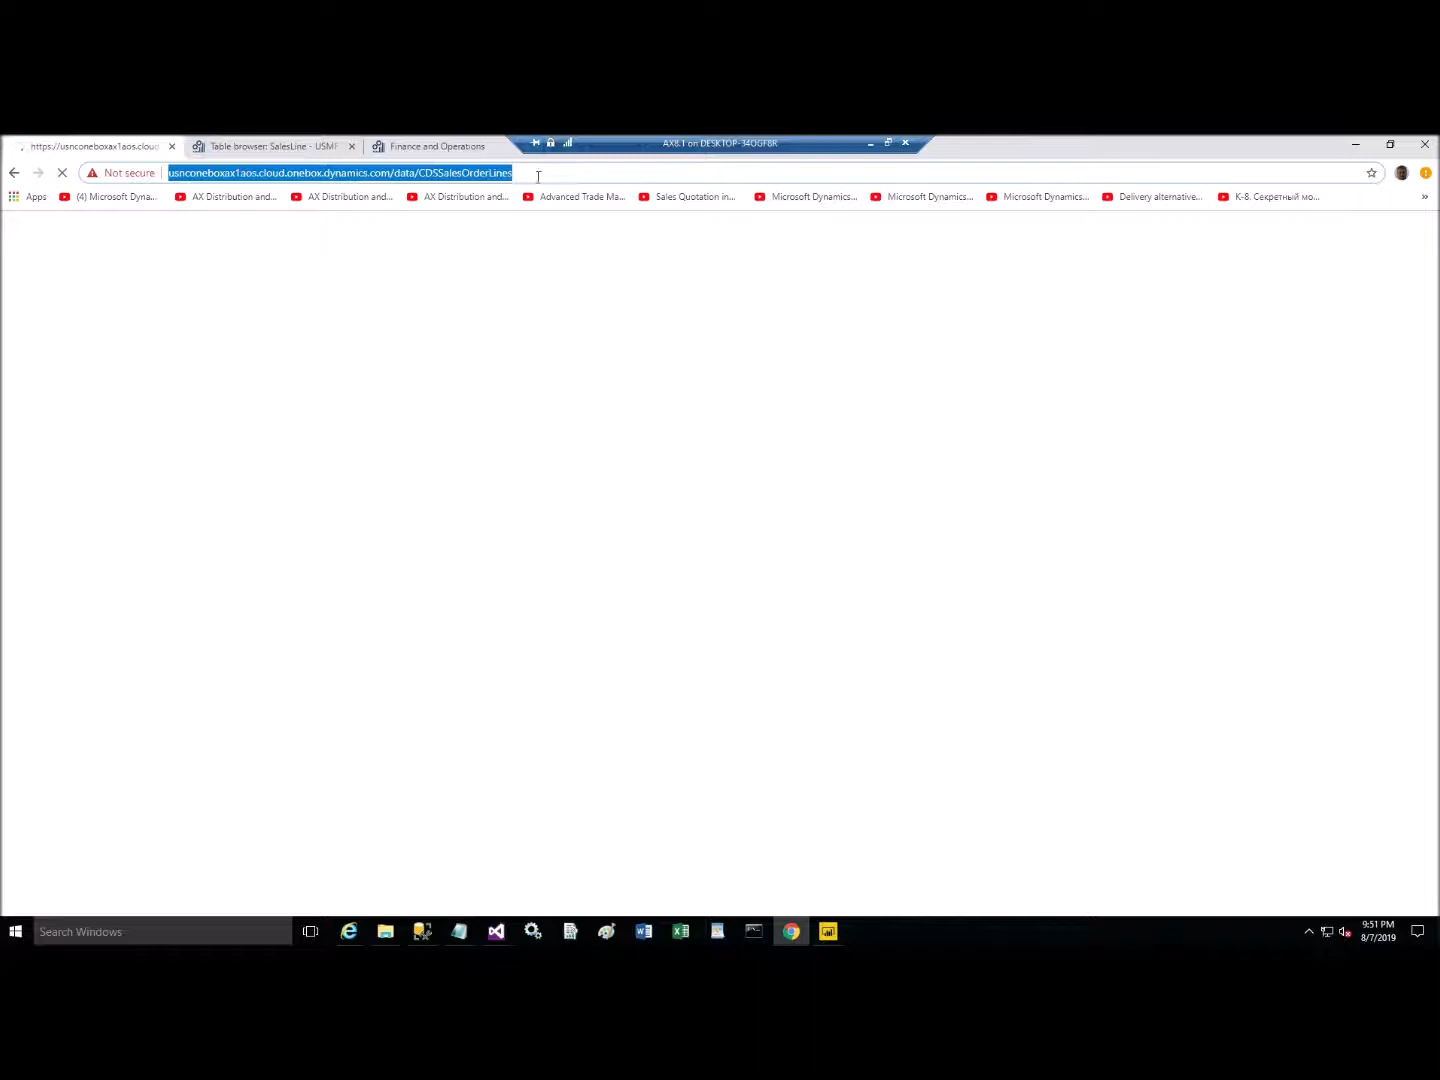 https://usnconeboxax1aos.cloud
Table browser: SalesLine - USMF
Finance and Operations
AX8.1 on DESKTOP-34OGF8R
Not secure
usnconeboxax1aos.cloud.onebox.dynamics.com/data/CDSSalesOrderLines
Apps
(4) Microsoft Dyna...
AX Distribution and...
AX Distribution and...
AX Distribution and...
Advanced Trade Ma...
Sales Quotation in...
Microsoft Dynamics...
Microsoft Dynamics...
Microsoft Dynamics...
Delivery alternative...
K-8. Секретный мо...
»
Search Windows
9:51 PM
8/7/2019